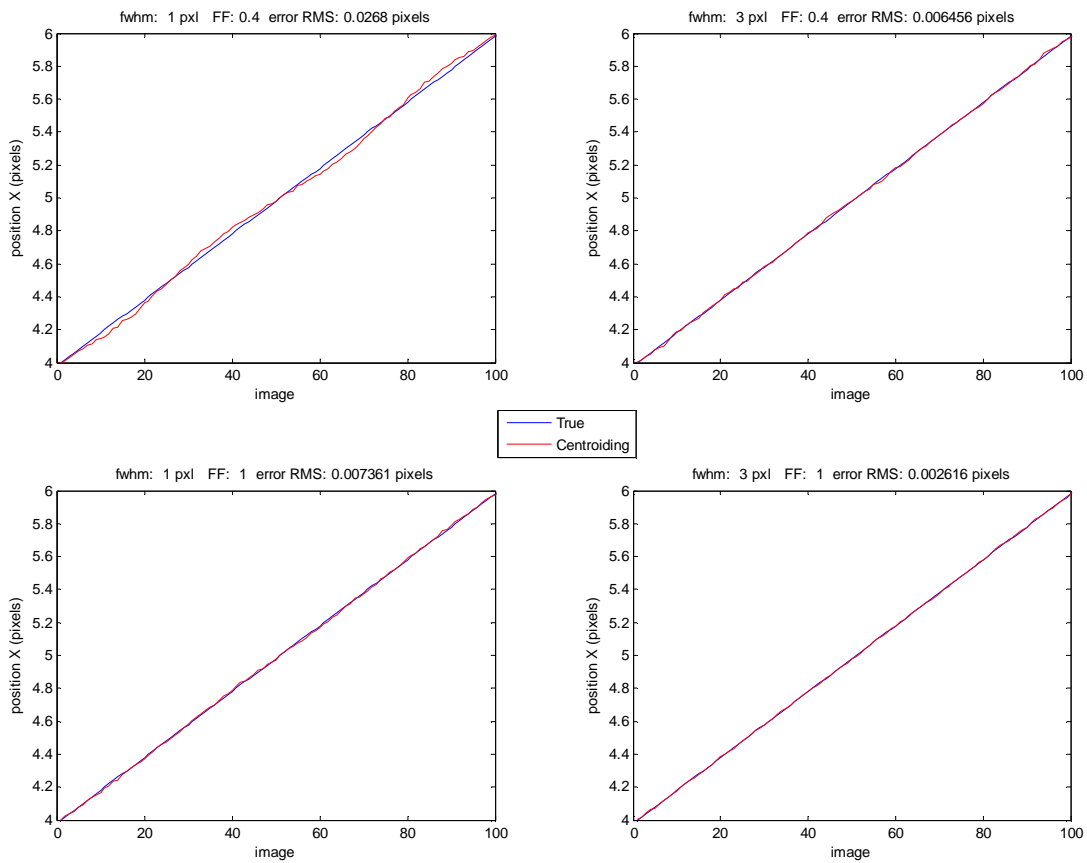 fwhm: 1 pxl FF: 0.4 error RMS: 0.0268 pixels
6
5.8
5.6
5.4
5.2
5
4.8
4.6
4.4
4.2
4
position X (pixels)
0 20 40 60 80 100
image
fwhm: 3 pxl FF: 0.4 error RMS: 0.006456 pixels
6
5.8
5.6
5.4
5.2
5
4.8
4.6
4.4
4.2
4
position X (pixels)
0 20 40 60 80 100
image
True
Centroiding
fwhm: 1 pxl FF: 1 error RMS: 0.007361 pixels
6
5.8
5.6
5.4
5.2
5
4.8
4.6
4.4
4.2
4
position X (pixels)
0 20 40 60 80 100
image
fwhm: 3 pxl FF: 1 error RMS: 0.002616 pixels
6
5.8
5.6
5.4
5.2
5
4.8
4.6
4.4
4.2
4
position X (pixels)
0 20 40 60 80 100
image